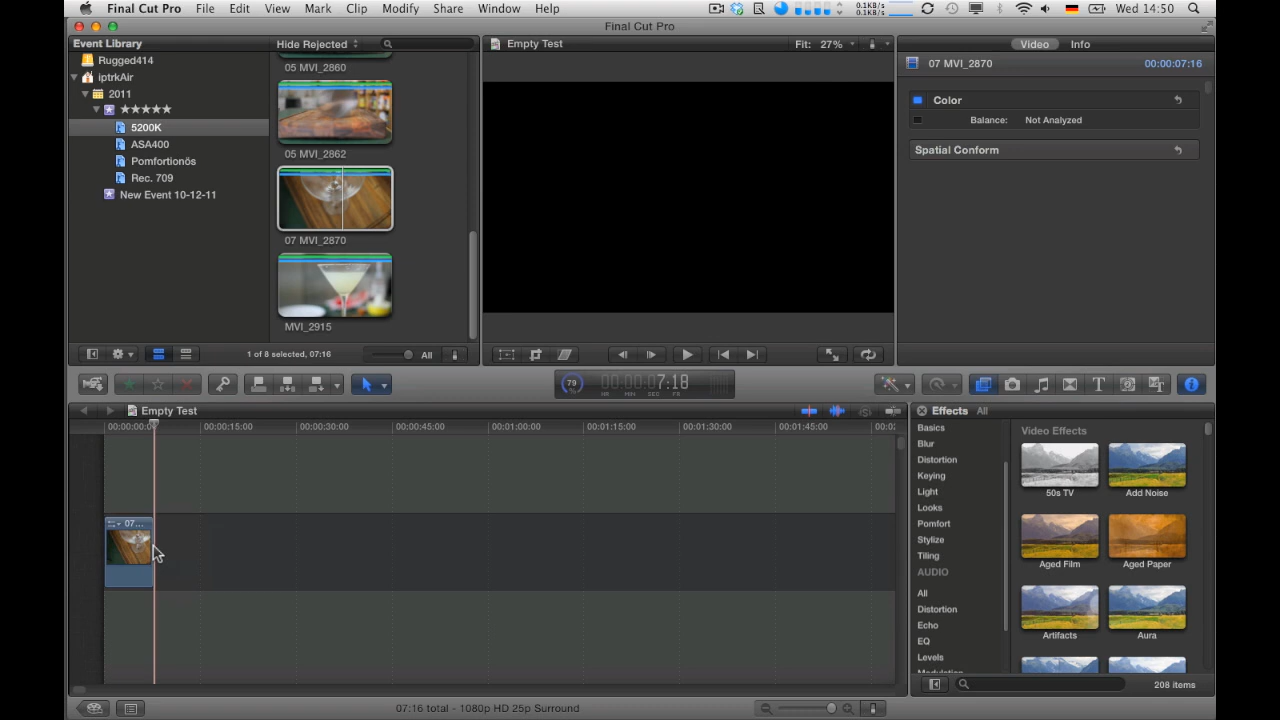 Final Cut Pro File Edit View Mark Clip Modify Share Window Help 0.1KB/s 0.1KB/s Wed 14:50
Final Cut Pro
Event Library
Hide Rejected
Empty Test
Fit: 27%
Video
Info
Rugged414
iptrkAir
2011
★★★★★
5200K
ASA400
Pomfortionös
Rec. 709
New Event 10-12-11
05 MVI_2860
05 MVI_2862
07 MVI_2870
MVI_2915
07 MVI_2870
00:00:07:16
Color
Balance: Not Analyzed
Spatial Conform
1 of 8 selected, 07:16
All
79
%
00:00:07:18
HR MIN SEC FR
Empty Test
00:00:00:00 00:00:15:00 00:00:30:00 00:00:45:00 00:01:00:00 00:01:15:00 00:01:30:00 00:01:45:00
07...
Effects All
Basics
Blur
Distortion
Keying
Light
Looks
Pomfort
Stylize
Tiling
AUDIO
All
Distortion
Echo
EQ
Levels
Modulation
Video Effects
50s TV
Add Noise
Aged Film
Aged Paper
Artifacts
Aura
208 items
07:16 total - 1080p HD 25p Surround